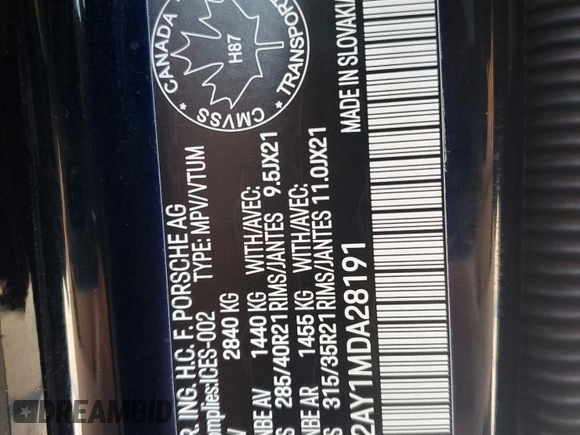 CANADA
TRANSPORT
CMVSS
H87
R. ING. H.C. F. PORSCHE AG
omplies:ICES-002 TYPE: MPV/VTUM
2840 KG
1440 KG WITH/AVEC:
285/40R21 RIMS/JANTES 9.5JX21
NBE AV
1455 KG WITH/AVEC:
315/35R21 RIMS/JANTES 11.0JX21
NBE AR
MADE IN SLOVAKIA
2AY1MDA28191
DREAMBID